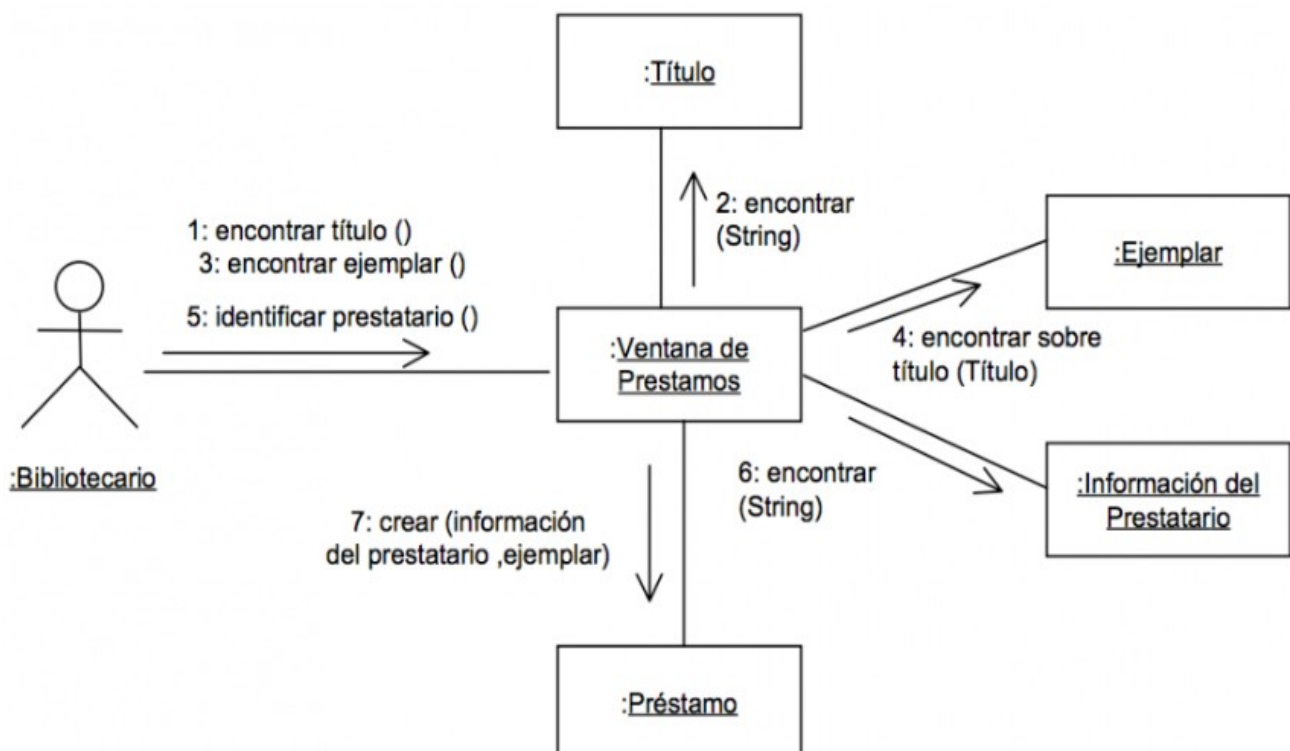 :Título
2: encontrar
(String)
1: encontrar título ()
3: encontrar ejemplar ()
5: identificar prestatario ()
:Ejemplar
:Ventana de
Prestamos
4: encontrar sobre
título (Título)
:Bibliotecario
6: encontrar
(String)
:Información del
Prestatario
7: crear (información
del prestatario ,ejemplar)
:Préstamo